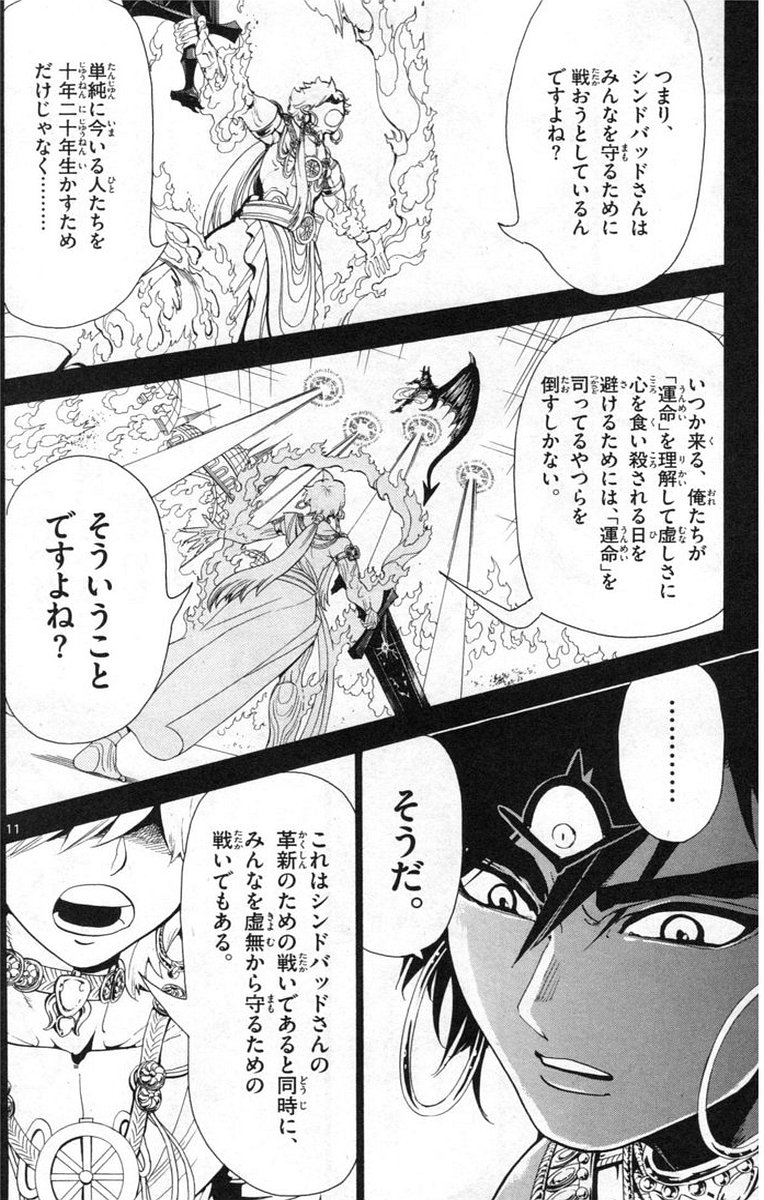 つまり、
シンドバッドさんは
みんなを守るために
戦おうとしているん
ですよね？
単純に今いる人たちを
十年二十年生かすため
だけじゃなく………
いつか来る、俺たちが
「運命」を理解して虚しさに
心を食い殺される日を
避けるためには、「運命」を
司ってるやつらを
倒すしかない。
そういうこと
ですよね？
…………
そうだ。
これはシンドバッドさんの
革新のための戦いであると同時に、
みんなを虚無から守るための
戦いでもある。
11